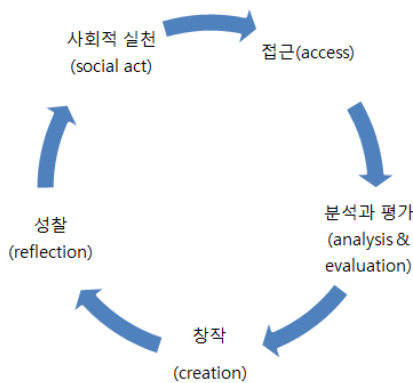 사회적 실천
(social act)
접근(access)
분석과 평가
(analysis &
evaluation)
창작
(creation)
성찰
(reflection)